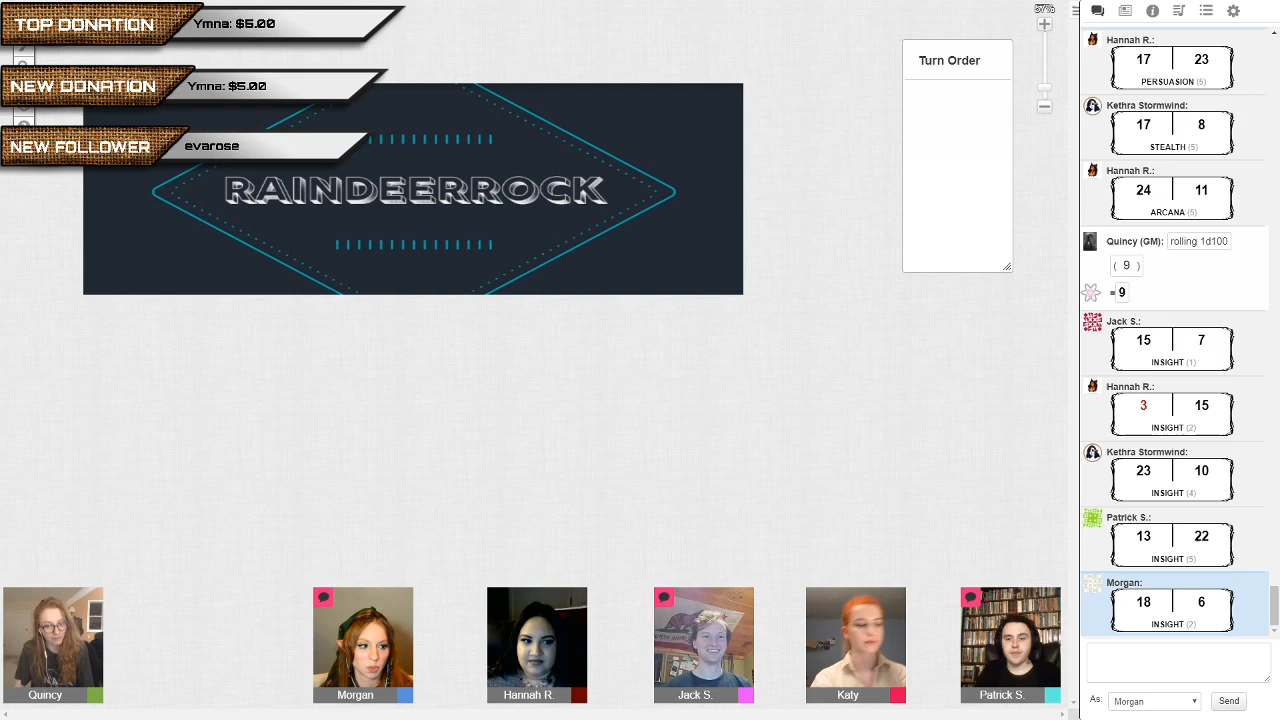 TOP DONATION
Ymna: $5.00
NEW DONATION
Ymna: $5.00
NEW FOLLOWER
evarose
RAINDEERROCK
57%
Turn Order
Hannah R.:
17 23
PERSUASION (5)
Kethra Stormwind:
17 8
STEALTH (5)
Hannah R.:
24 11
ARCANA (5)
Quincy (GM): rolling 1d100
( 9 )
=9
Jack S.:
15 7
INSIGHT (1)
Hannah R.:
3 15
INSIGHT (2)
Kethra Stormwind:
23 10
INSIGHT (4)
Patrick S.:
13 22
INSIGHT (5)
Morgan:
18 6
INSIGHT (2)
As: Morgan Send
Quincy
Morgan
Hannah R.
Jack S.
Katy
Patrick S.